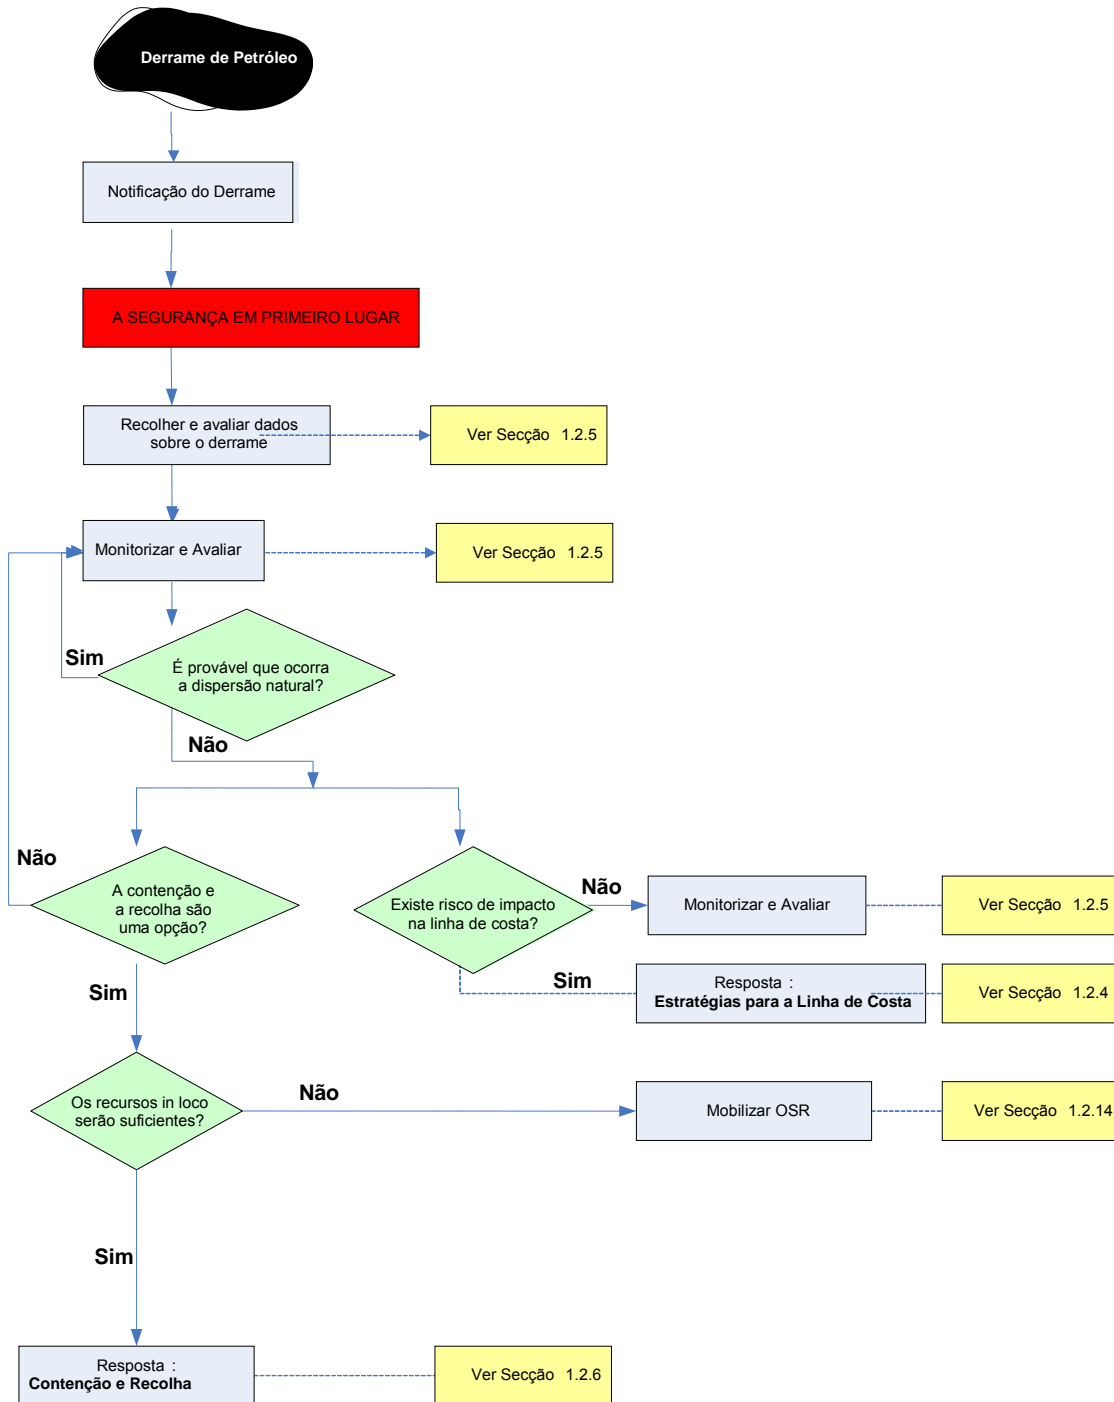 Derrame de Petróleo
Notificação do Derrame
A SEGURANÇA EM PRIMEIRO LUGAR
Recolher e avaliar dados
sobre o derrame
Ver Secção 1.2.5
Monitorizar e Avaliar
Ver Secção 1.2.5
Sim
É provável que ocorra
a dispersão natural?
Não
Não
A contenção e
a recolha são
uma opção?
Existe risco de impacto
na linha de costa?
Não
Monitorizar e Avaliar
Ver Secção 1.2.5
Sim
Sim
Resposta :
Estratégias para a Linha de Costa
Ver Secção 1.2.4
Os recursos in loco
serão suficientes?
Não
Mobilizar OSR
Ver Secção 1.2.14
Sim
Resposta :
Contenção e Recolha
Ver Secção 1.2.6